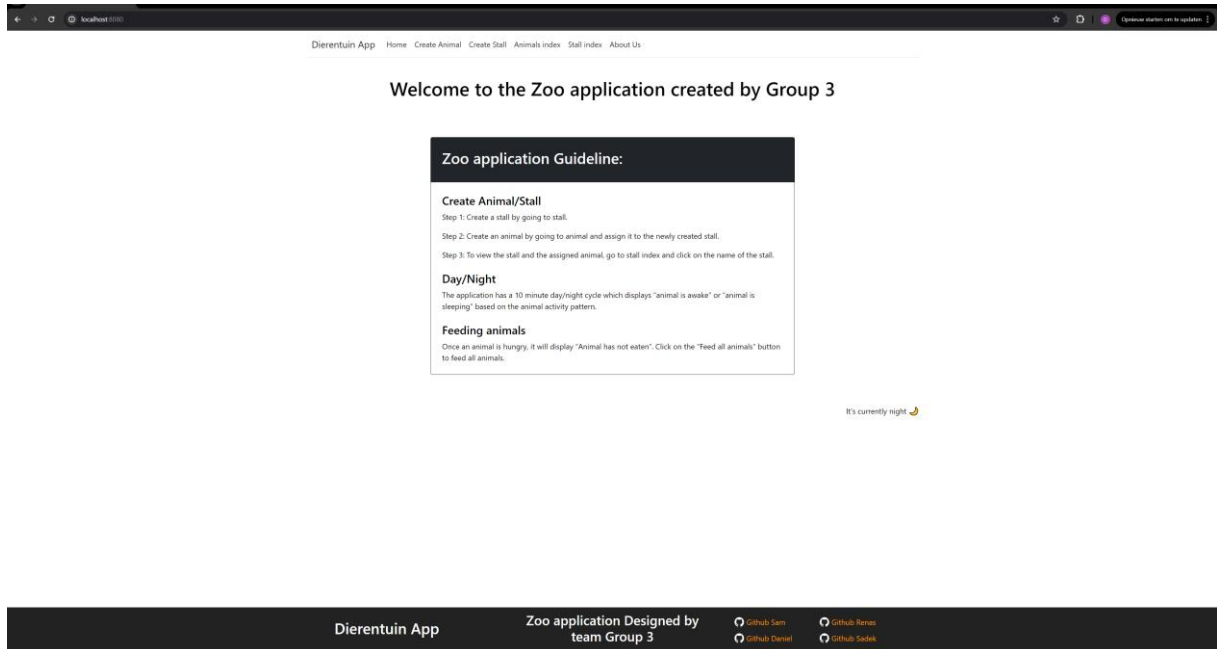 localhost:8080
Opnieuw starten om te updaten
Dierentuin App Home Create Animal Create Stall Animals index Stall index About Us
Welcome to the Zoo application created by Group 3
Zoo application Guideline:
Create Animal/Stall
Step 1: Create a stall by going to stall.
Step 2: Create an animal by going to animal and assign it to the newly created stall.
Step 3: To view the stall and the assigned animal, go to stall index and click on the name of the stall.
Day/Night
The application has a 10 minute day/night cycle which displays "animal is awake" or "animal is
sleeping" based on the animal activity pattern.
Feeding animals
Once an animal is hungry, it will display "Animal has not eaten". Click on the "Feed all animals" button
to feed all animals.
It's currently night 🌙
Dierentuin App
Zoo application Designed by
team Group 3
Github Sam
Github Renas
Github Daniel
Github Sadek